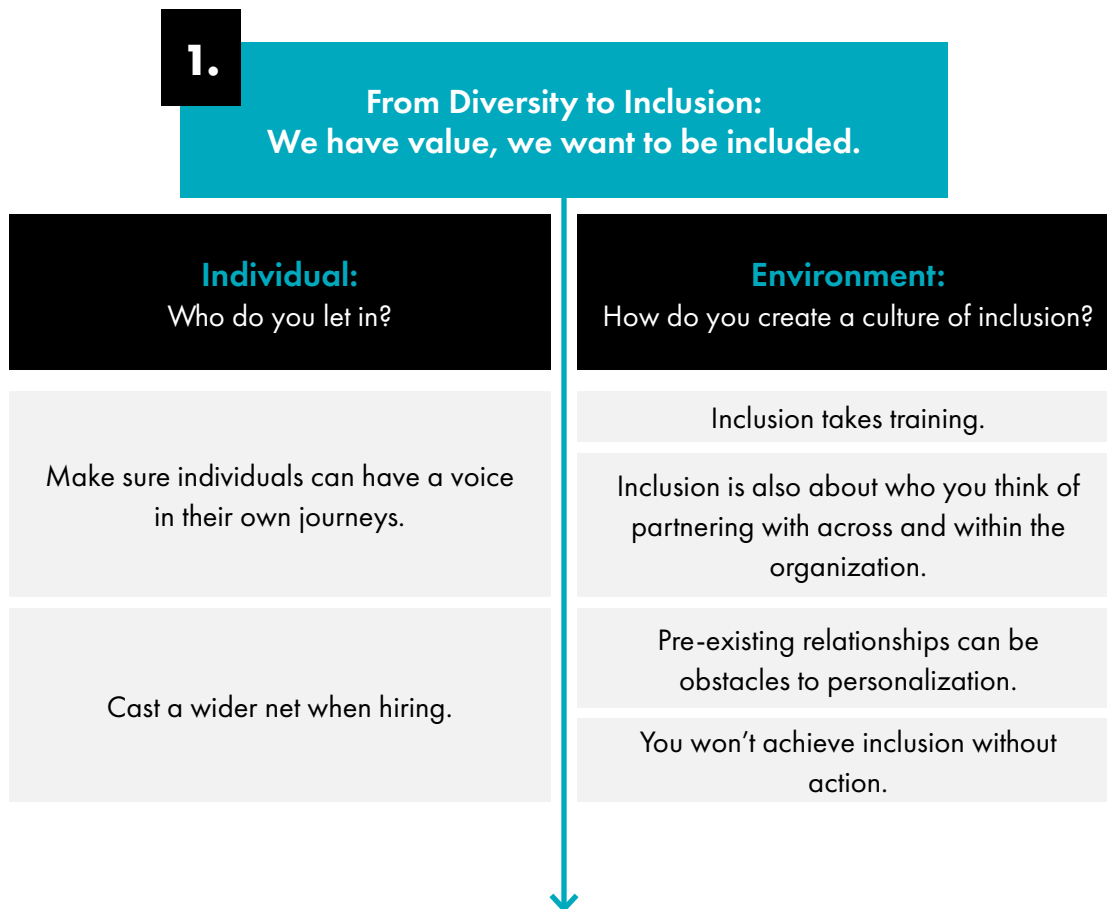 1.
From Diversity to Inclusion:
We have value, we want to be included.
Individual:
Who do you let in?
Make sure individuals can have a voice
in their own journeys.
Cast a wider net when hiring.
Environment:
How do you create a culture of inclusion?
Inclusion takes training.
Inclusion is also about who you think of
partnering with across and within the
organization.
Pre-existing relationships can be
obstacles to personalization.
You won’t achieve inclusion without
action.